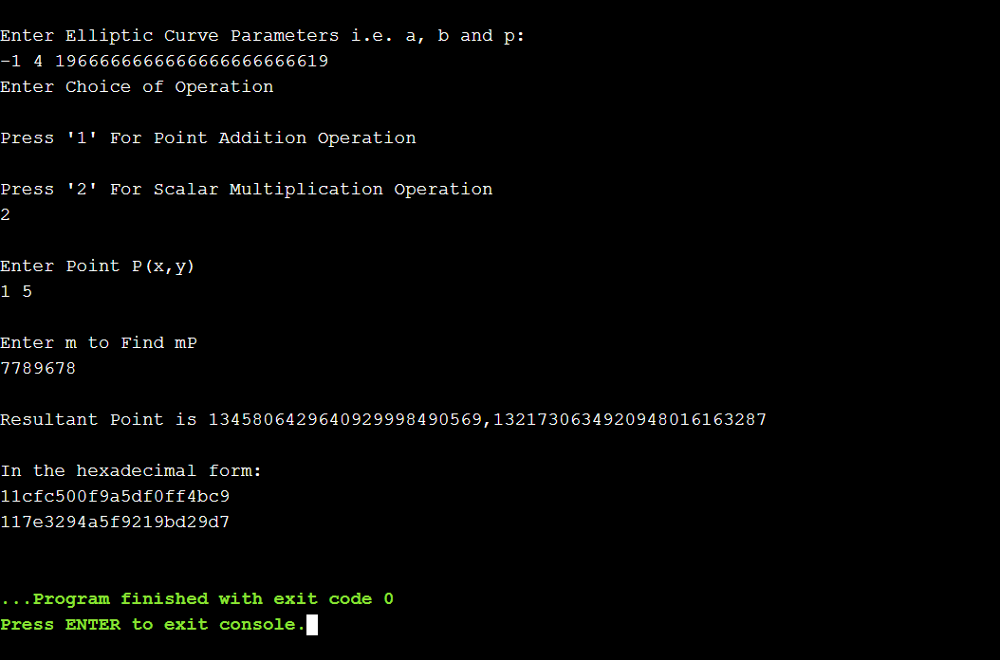 Enter Elliptic Curve Parameters i.e. a, b and p:
-1 4 1966666666666666666666619
Enter Choice of Operation
Press '1' For Point Addition Operation
Press '2' For Scalar Multiplication Operation
2
Enter Point P(x,y)
1 5
Enter m to Find mP
7789678
Resultant Point is 1345806429640929998490569,1321730634920948016163287
In the hexadecimal form:
11cfc500f9a5df0ff4bc9
117e3294a5f9219bd29d7
...Program finished with exit code 0
Press ENTER to exit console.